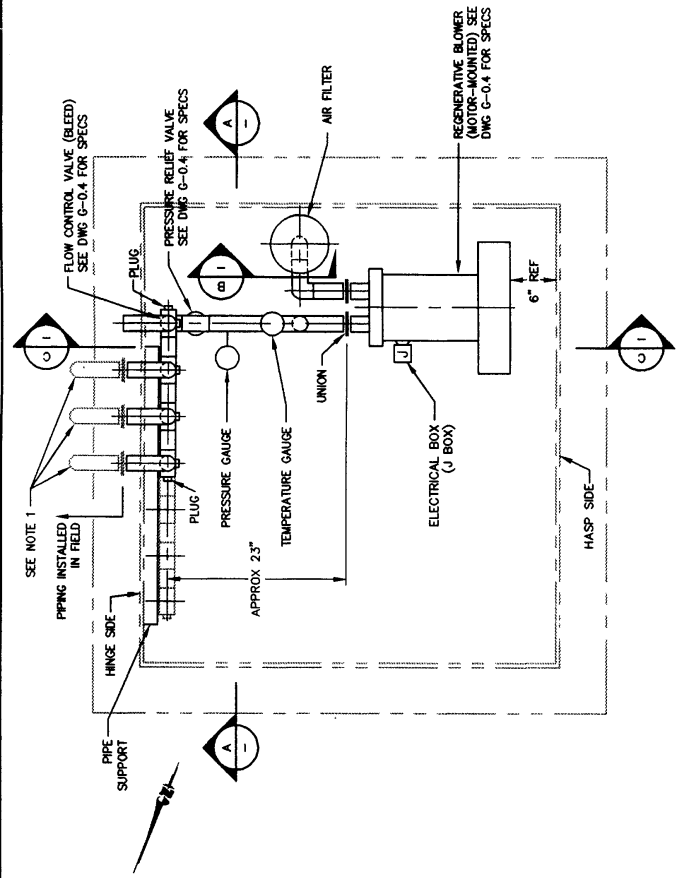 SEE NOTE 1
PIPING INSTALLED
IN FIELD
HINGE SIDE
PIPE
SUPPORT
C
1
FLOW CONTROL VALVE (BLEED)
SEE DWG G-0.4 FOR SPECS
PLUG
PRESSURE RELIEF VALVE
SEE DWG G-0.4 FOR SPECS
A
-
B
1
AIR FILTER
PLUG
PRESSURE GAUGE
TEMPERATURE GAUGE
UNION
APPROX 23"
REGENERATIVE BLOWER
(MOTOR-MOUNTED) SEE
DWG G-0.4 FOR SPECS
6" REF
J
ELECTRICAL BOX
(J BOX)
HASP SIDE
A
-
C
1